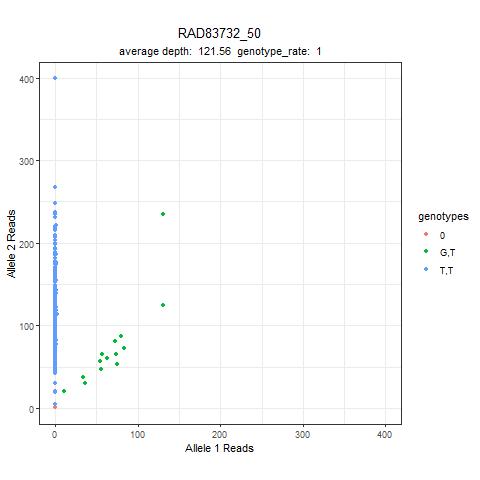 RAD83732_50
average depth: 121.56 genotype_rate: 1
400
300
200
100
0
Allele 2 Reads
0 100 200 300 400
Allele 1 Reads
genotypes
0
G,T
T,T